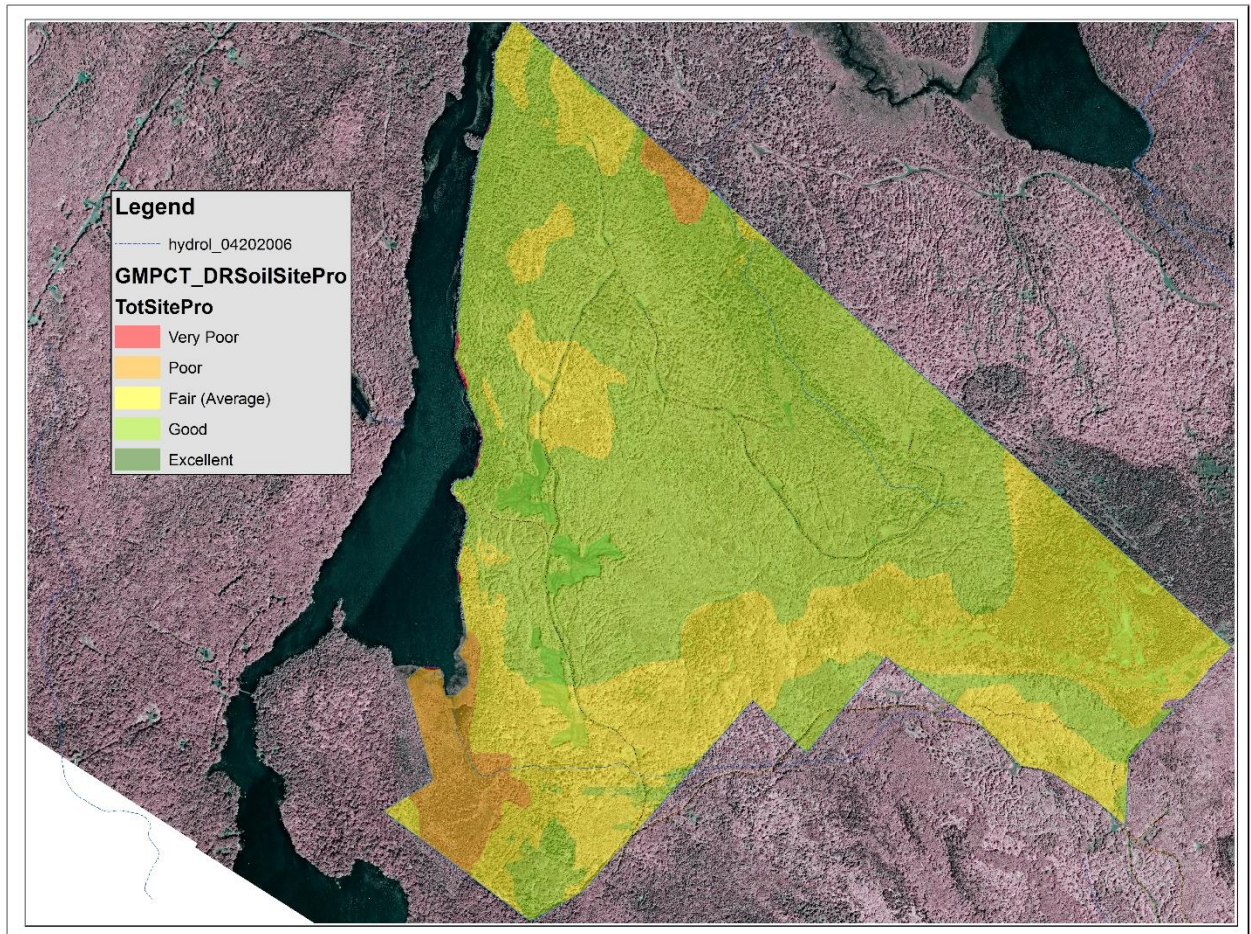 Legend
hydrol_04202006
GMPCT_DRSoilSitePro
TotSitePro
Very Poor
Poor
Fair (Average)
Good
Excellent